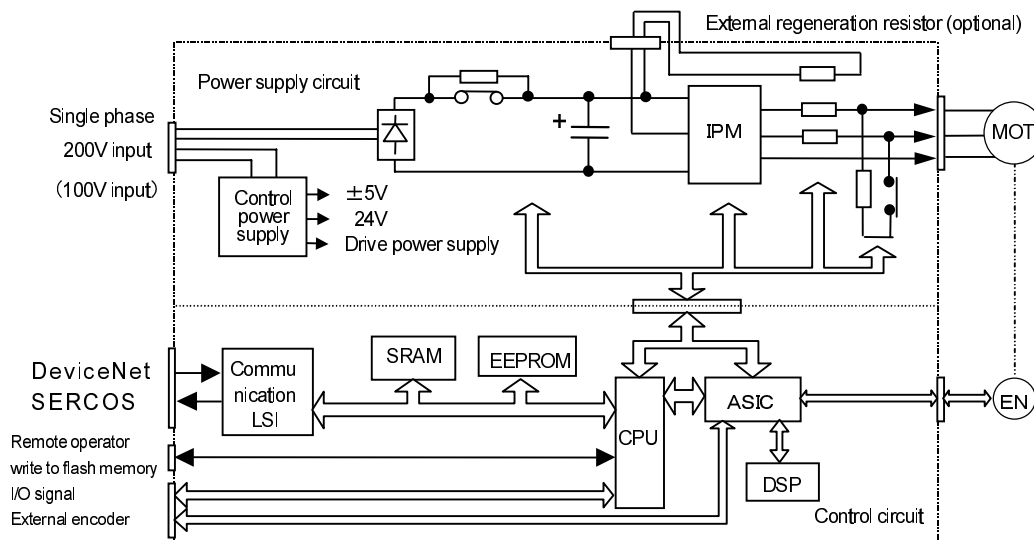 External regeneration resistor (optional)
Power supply circuit
Single phase
200V input
(100V input)
+
IPM
MOT
Control
power
supply
±5V
24V
Drive power supply
DeviceNet
SERCOS
Commu
nication
LSI
SRAM
EEPROM
CPU
ASIC
EN
DSP
Remote operator
write to flash memory
I/O signal
External encoder
Control circuit